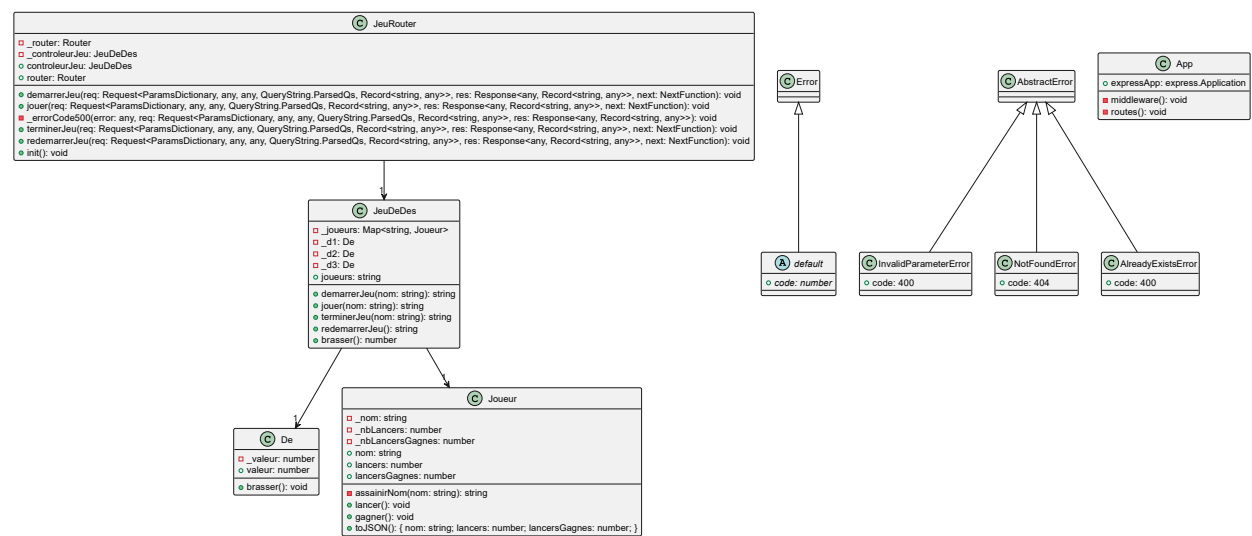 C JeuRouter
_router: Router
_controleurJeu: JeuDeDes
controleurJeu: JeuDeDes
router: Router
demarrerJeu(req: Request<ParamsDictionary, any, any, QueryString.ParsedQs, Record<string, any>>, res: Response<any, Record<string, any>>, next: NextFunction): void
jouer(req: Request<ParamsDictionary, any, any, QueryString.ParsedQs, Record<string, any>>, res: Response<any, Record<string, any>>, next: NextFunction): void
_errorCode500(error: any, req: Request<ParamsDictionary, any, any, QueryString.ParsedQs, Record<string, any>>, res: Response<any, Record<string, any>>): void
terminerJeu(req: Request<ParamsDictionary, any, any, QueryString.ParsedQs, Record<string, any>>, res: Response<any, Record<string, any>>, next: NextFunction): void
redemarrerJeu(req: Request<ParamsDictionary, any, any, QueryString.ParsedQs, Record<string, any>>, res: Response<any, Record<string, any>>, next: NextFunction): void
init(): void
C Error
C AbstractError
C App
expressApp: express.Application
middleware(): void
routes(): void
1
C JeuDeDes
_joueurs: Map<string, Joueur>
_d1: De
_d2: De
_d3: De
joueurs: string
demarrerJeu(nom: string): string
jouer(nom: string): string
terminerJeu(nom: string): string
redemarrerJeu(): string
brasser(): number
A default
code: number
C InvalidParameterError
code: 400
C NotFoundError
code: 404
C AlreadyExistsError
code: 400
1
1
C De
_valeur: number
valeur: number
brasser(): void
C Joueur
_nom: string
_nbLancers: number
_nbLancersGagnes: number
nom: string
lancers: number
lancersGagnes: number
assainirNom(nom: string): string
lancer(): void
gagner(): void
toJSON(): { nom: string; lancers: number; lancersGagnes: number; }